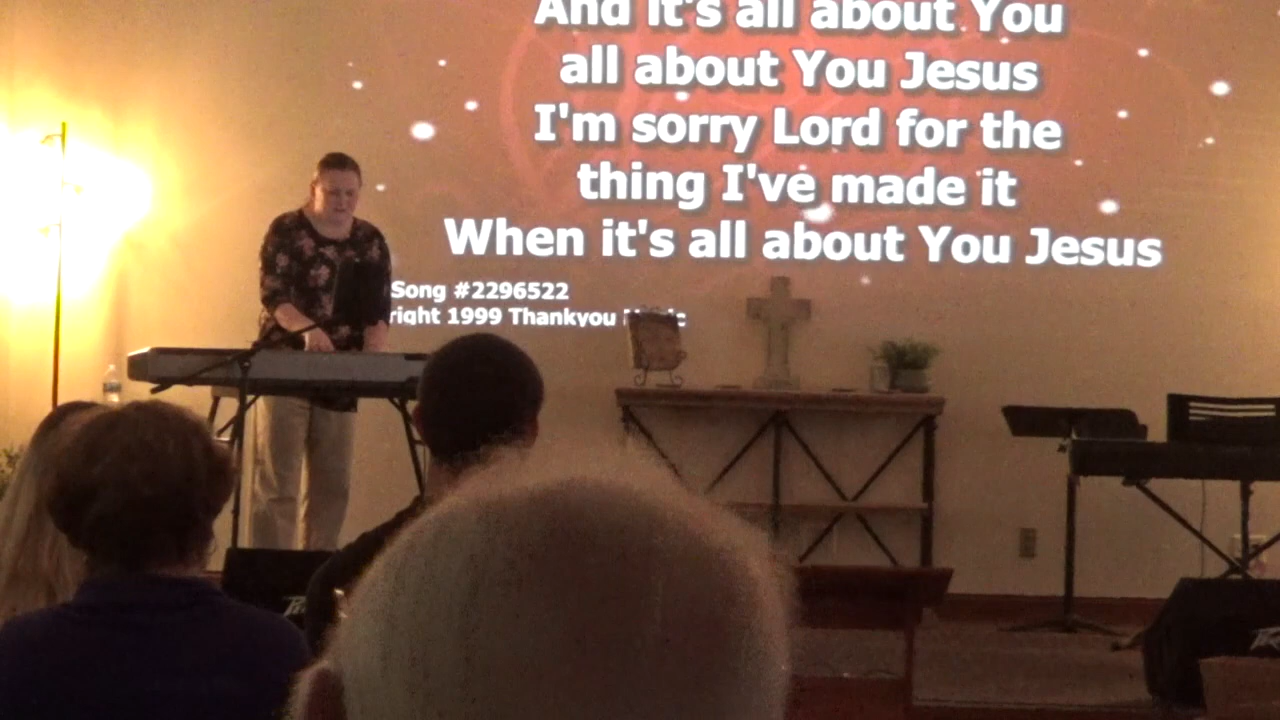 And it's all about You
all about You Jesus
I'm sorry Lord for the
thing I've made it
When it's all about You Jesus
Song #2296522
right 1999 Thankyou